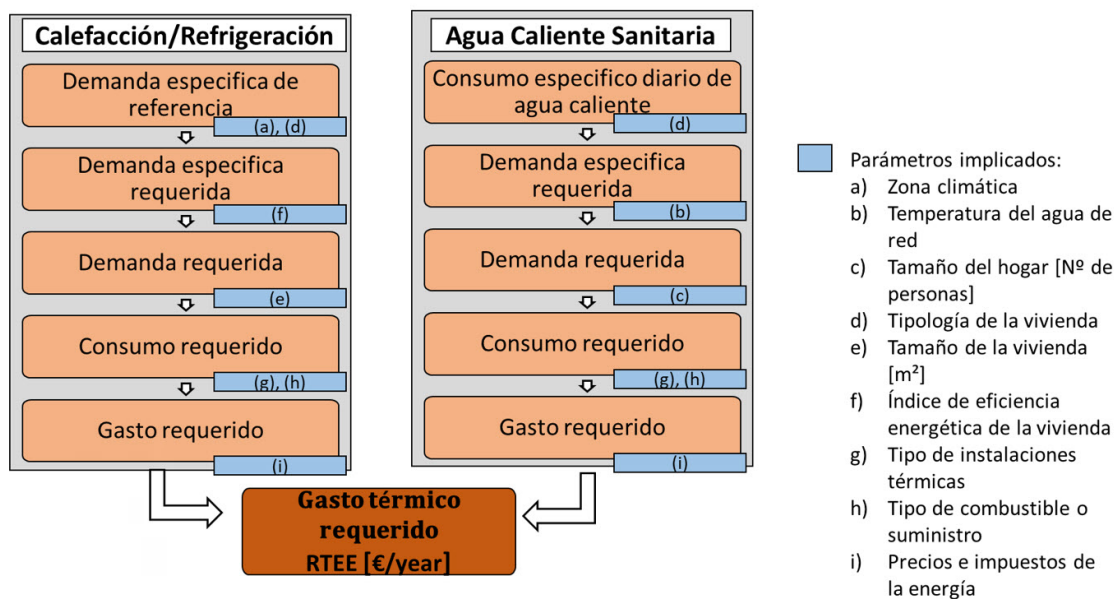 Calefacción/Refrigeración
Demanda especifica de
referencia
(a), (d)
Demanda especifica
requerida
(f)
Demanda requerida
(e)
Consumo requerido
(g), (h)
Gasto requerido
(i)
Agua Caliente Sanitaria
Consumo especifico diario de
agua caliente
(d)
Demanda especifica
requerida
(b)
Demanda requerida
(c)
Consumo requerido
(g), (h)
Gasto requerido
(i)
Gasto térmico
requerido
RTEE [€/year]
Parámetros implicados:
a) Zona climática
b) Temperatura del agua de
red
c) Tamaño del hogar [Nº de
personas]
d) Tipología de la vivienda
e) Tamaño de la vivienda
[m²]
f) Índice de eficiencia
energética de la vivienda
g) Tipo de instalaciones
térmicas
h) Tipo de combustible o
suministro
i) Precios e impuestos de
la energía